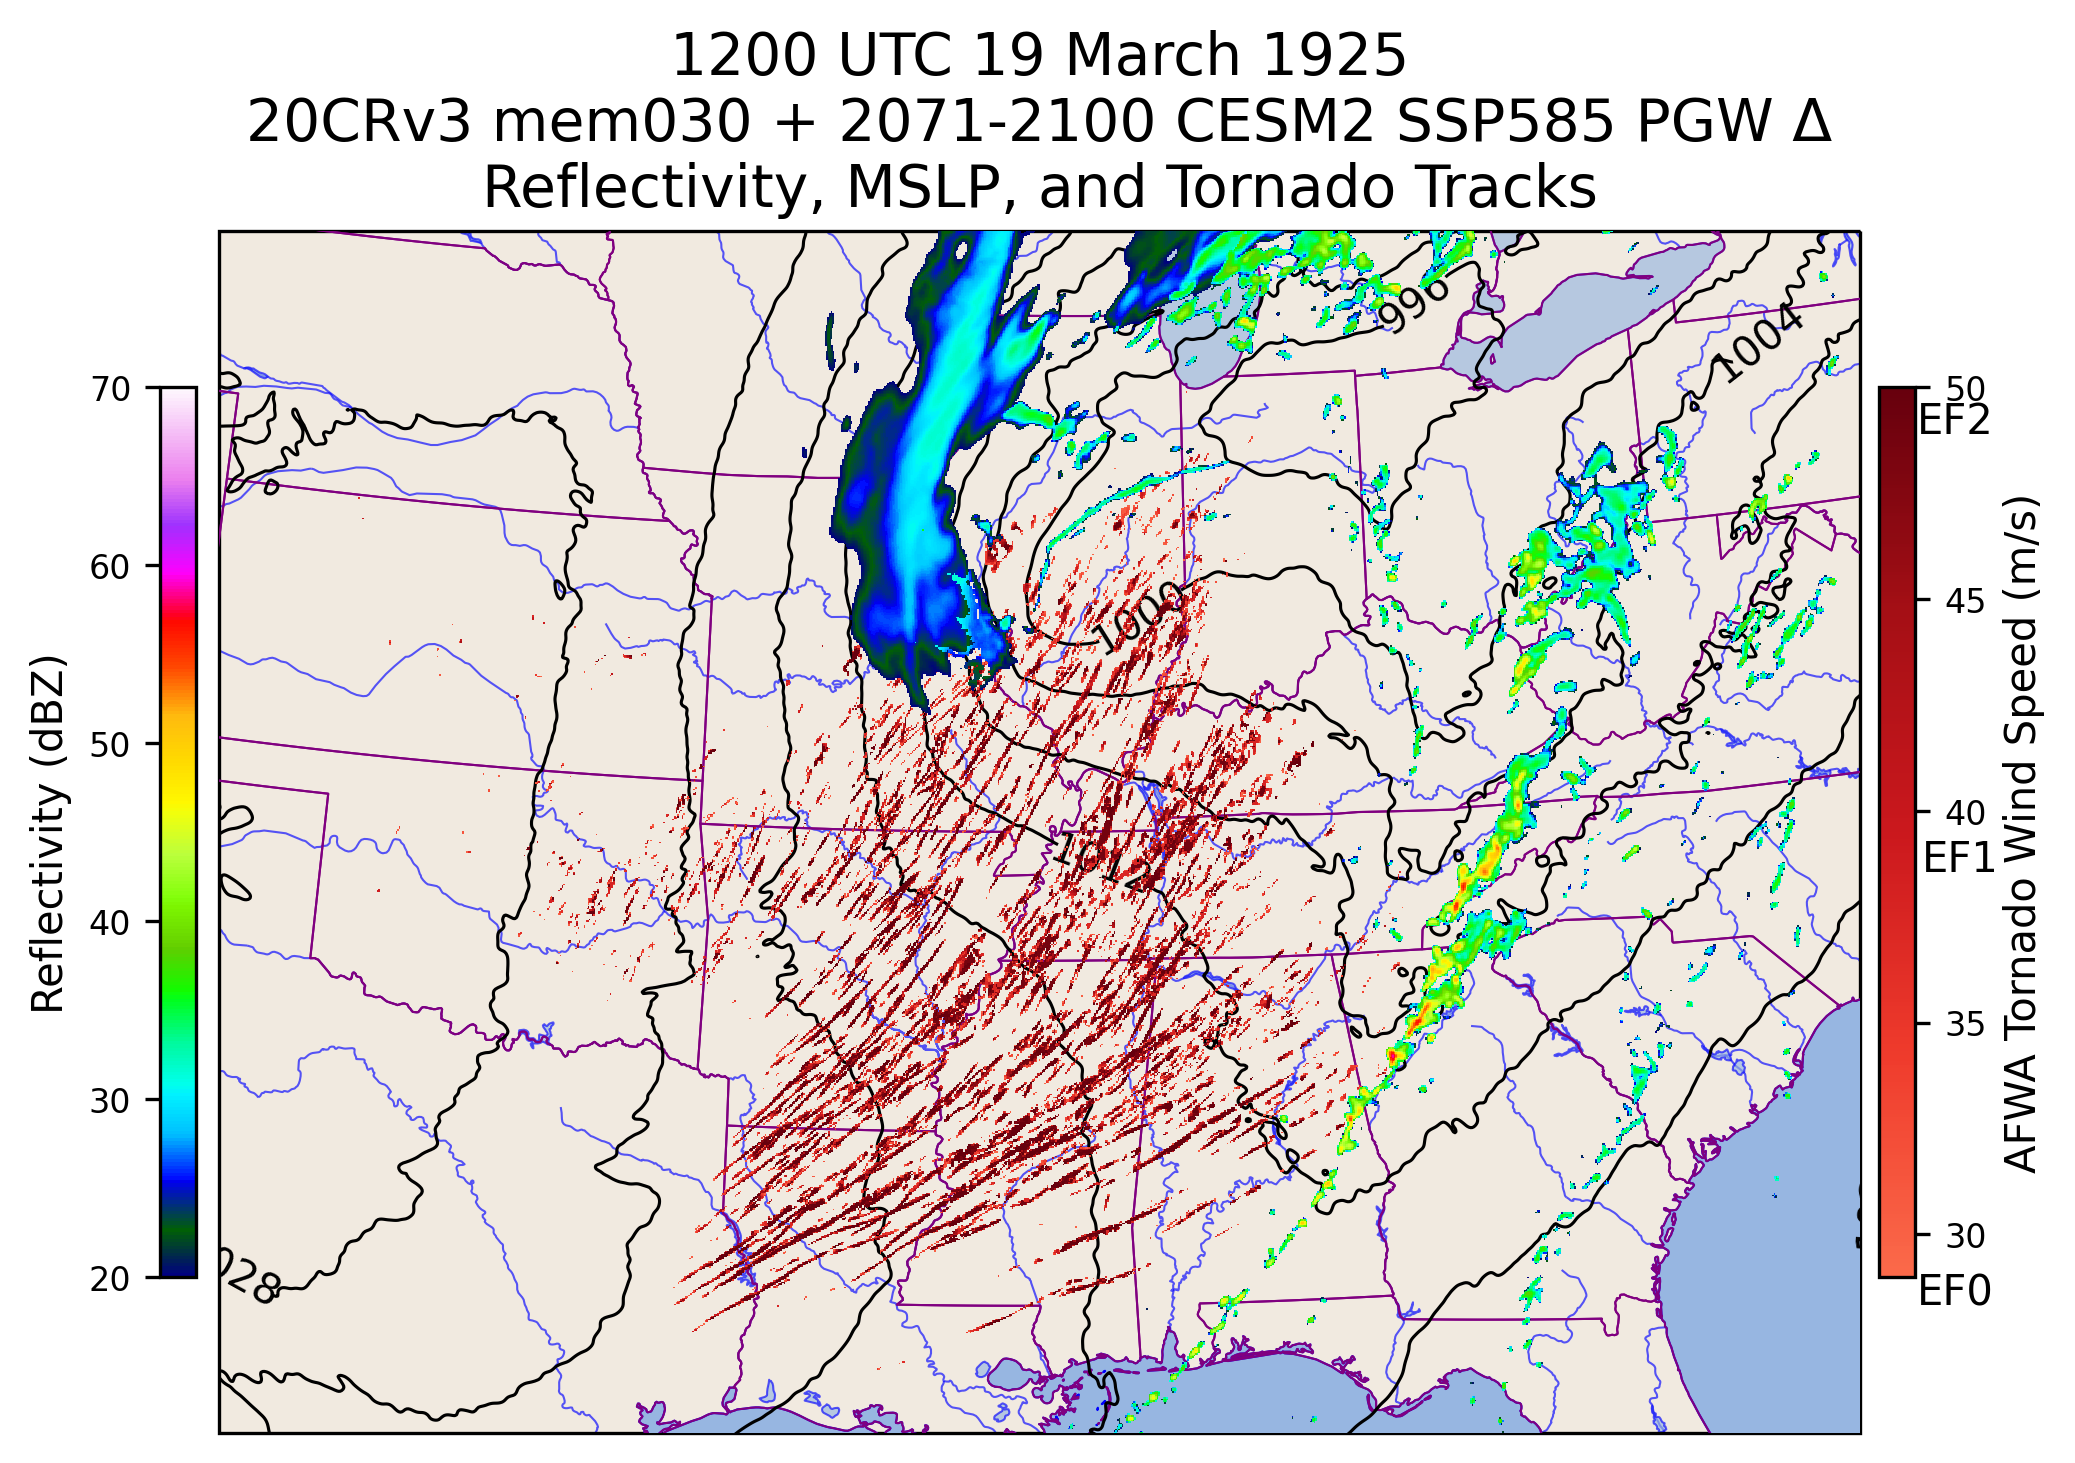 1200 UTC 19 March 1925
20CRv3 mem030 + 2071-2100 CESM2 SSP585 PGW Δ
Reflectivity, MSLP, and Tornado Tracks
Reflectivity (dBZ)
70
60
50
40
30
20
996
1004
1000
1012
028
50
EF2
45
40
EF1
35
30
EF0
AFWA Tornado Wind Speed (m/s)